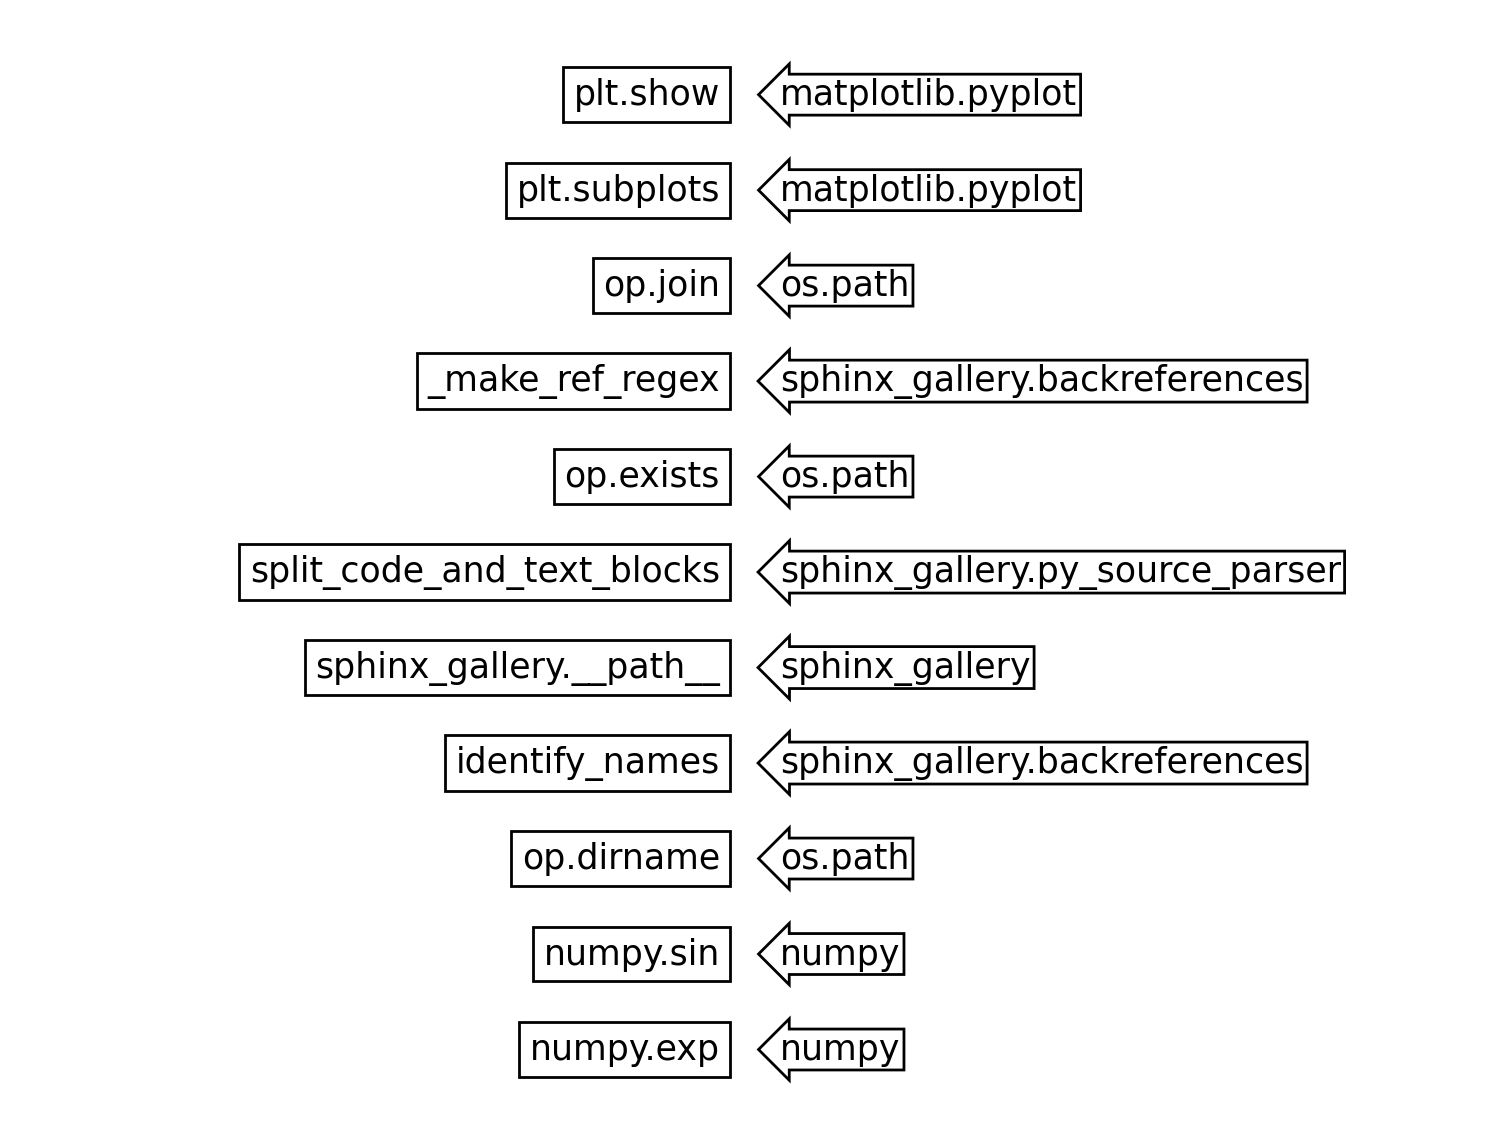 plt.show matplotlib.pyplot
plt.subplots matplotlib.pyplot
op.join os.path
_make_ref_regex sphinx_gallery.backreferences
op.exists os.path
split_code_and_text_blocks sphinx_gallery.py_source_parser
sphinx_gallery.__path__ sphinx_gallery
identify_names sphinx_gallery.backreferences
op.dirname os.path
numpy.sin numpy
numpy.exp numpy